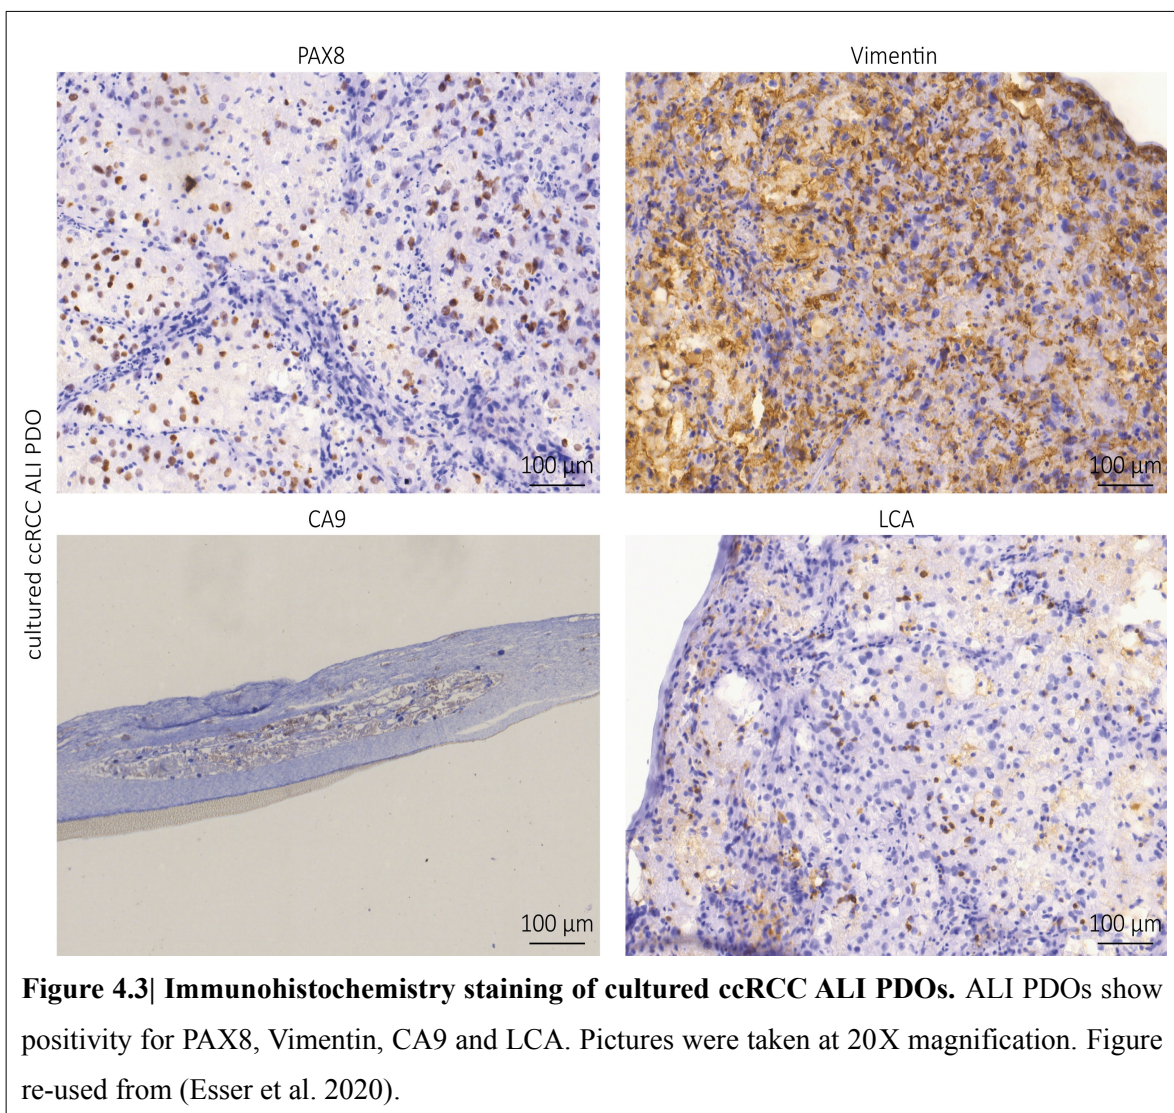 PAX8
Vimentin
100 µm
100 µm
CA9
LCA
cultured ccRCC ALI PDO
100 µm
100 µm
Figure 4.3| Immunohistochemistry staining of cultured ccRCC ALI PDOs. ALI PDOs show
positivity for PAX8, Vimentin, CA9 and LCA. Pictures were taken at 20X magnification. Figure
re-used from (Esser et al. 2020).